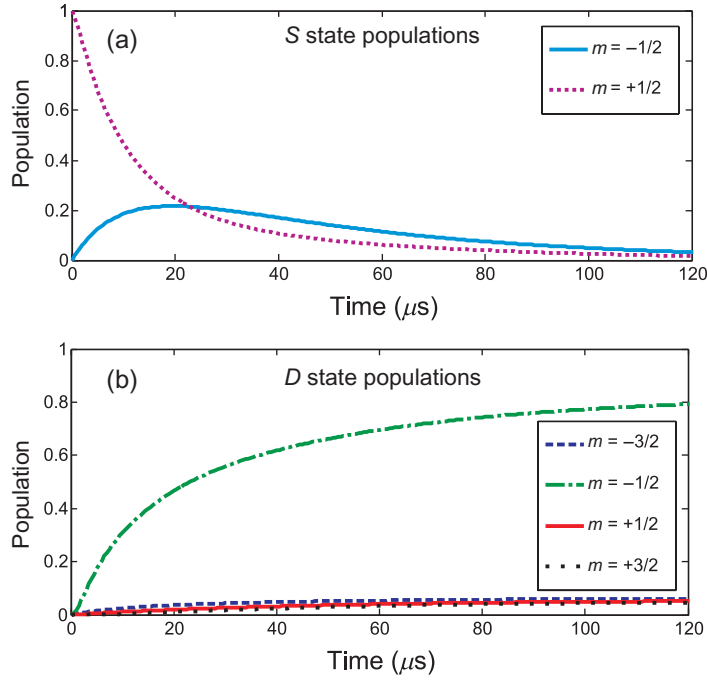 (a)
S state populations
m = –1/2
m = +1/2
Population
1
0.8
0.6
0.4
0.2
0
0 20 40 60 80 100 120
Time (μs)
(b)
D state populations
m = –3/2
m = –1/2
m = +1/2
m = +3/2
Population
1
0.8
0.6
0.4
0.2
0
0 20 40 60 80 100 120
Time (μs)